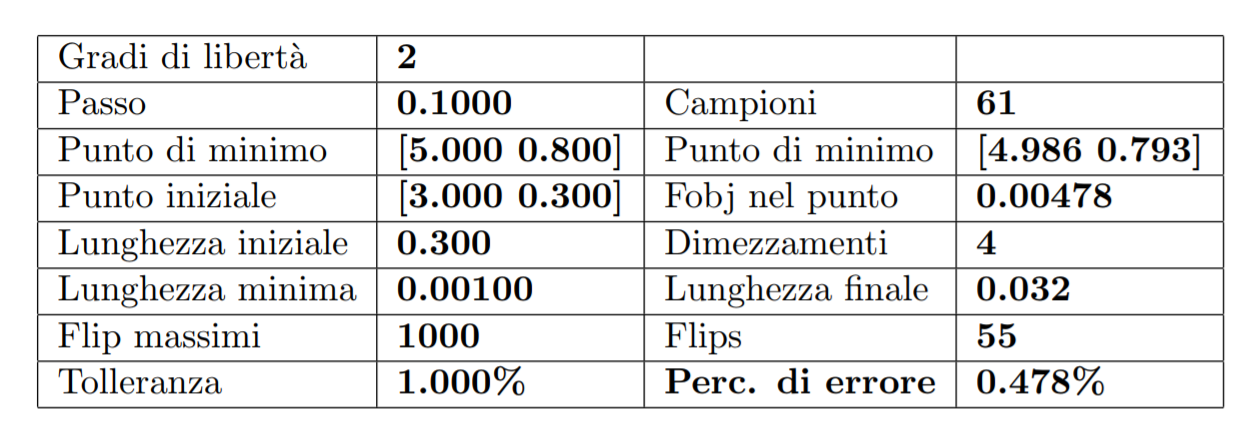 Gradi di libertà 2
Passo 0.1000 Campioni 61
Punto di minimo [5.000 0.800] Punto di minimo [4.986 0.793]
Punto iniziale [3.000 0.300] Fobj nel punto 0.00478
Lunghezza iniziale 0.300 Dimezzamenti 4
Lunghezza minima 0.00100 Lunghezza finale 0.032
Flip massimi 1000 Flips 55
Tolleranza 1.000% Perc. di errore 0.478%